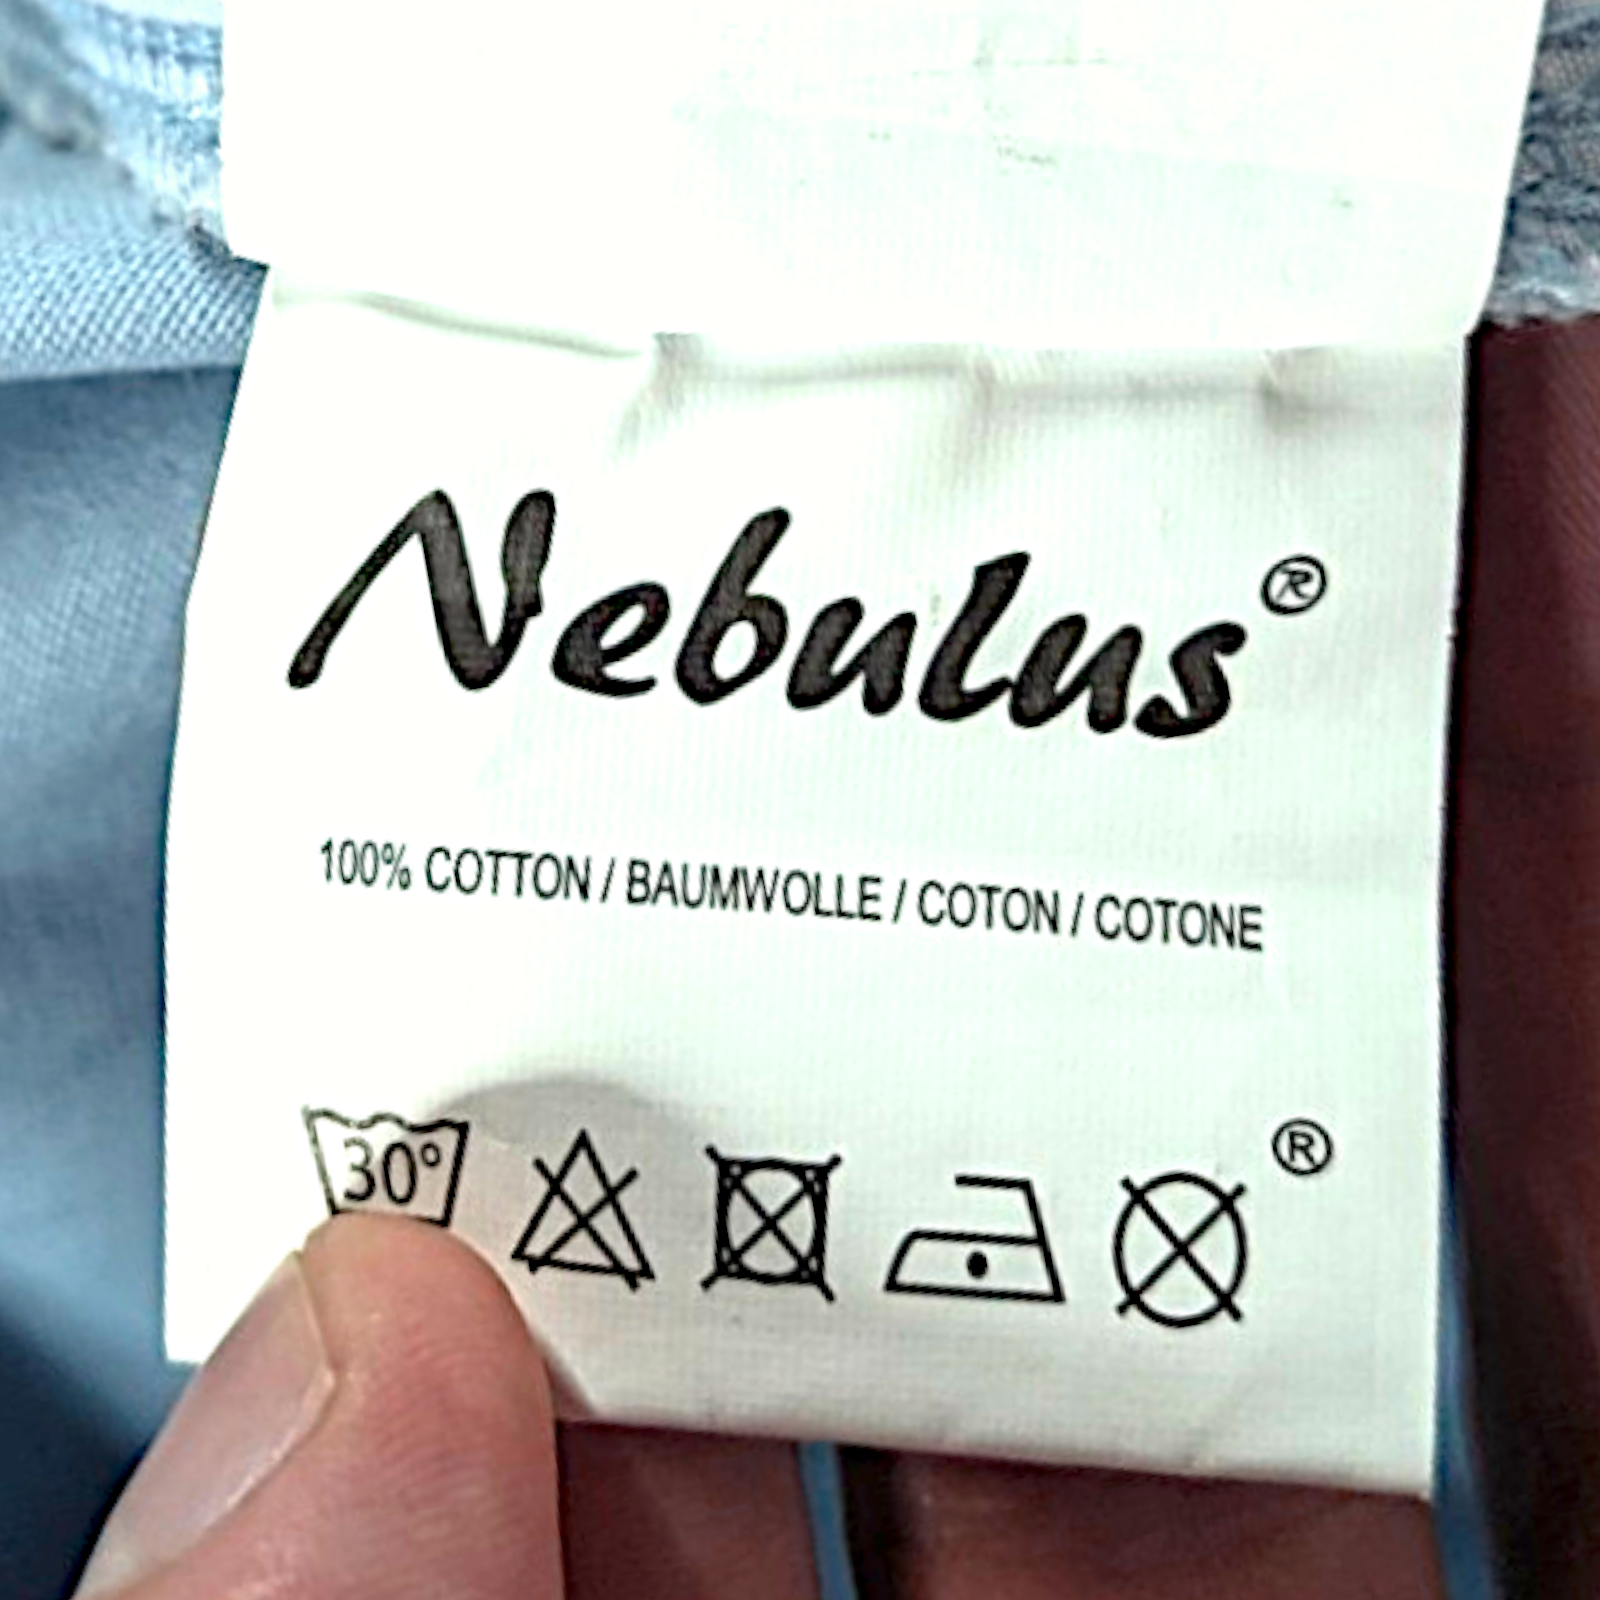 Nebulus®
100% COTTON / BAUMWOLLE / COTON / COTONE
30°
®